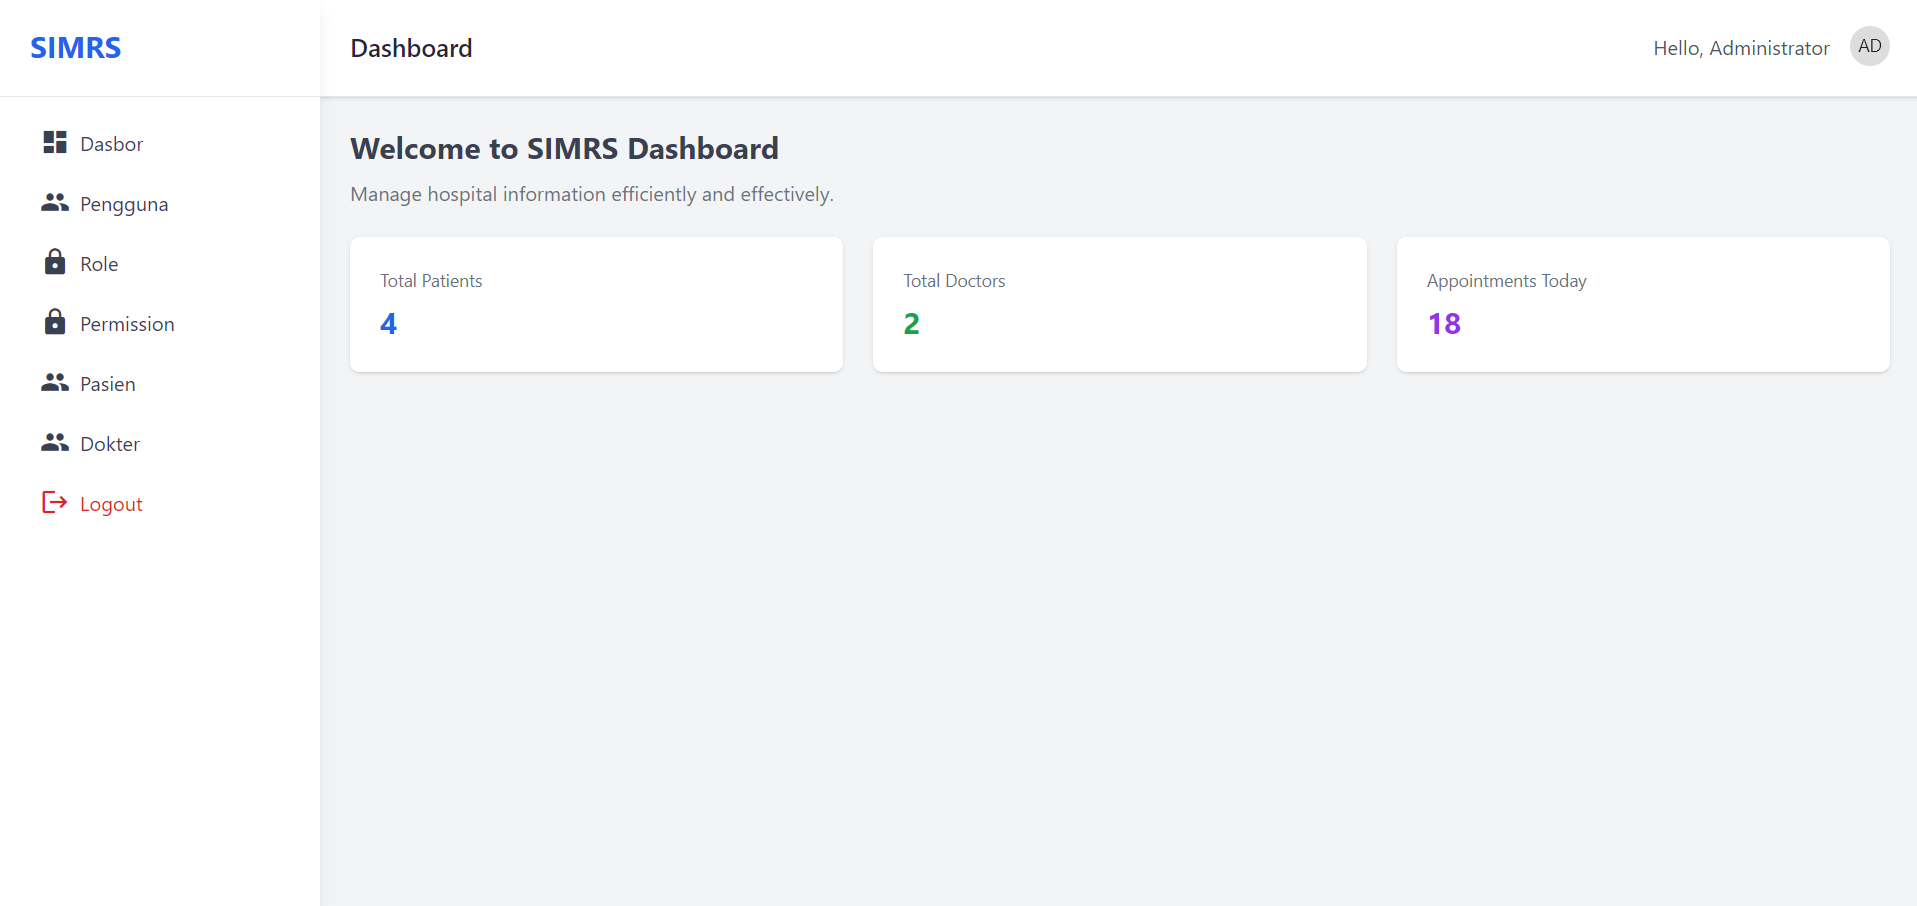 SIMRS
Dasbor
Pengguna
Role
Permission
Pasien
Dokter
Logout
Dashboard
Hello, Administrator
AD
Welcome to SIMRS Dashboard
Manage hospital information efficiently and effectively.
Total Patients
4
Total Doctors
2
Appointments Today
18